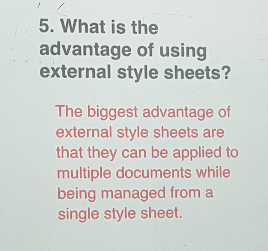 5. What is the
advantage of using
external style sheets?
The biggest advantage of
external style sheets are
that they can be applied to
multiple documents while
being managed from a
single style sheet.